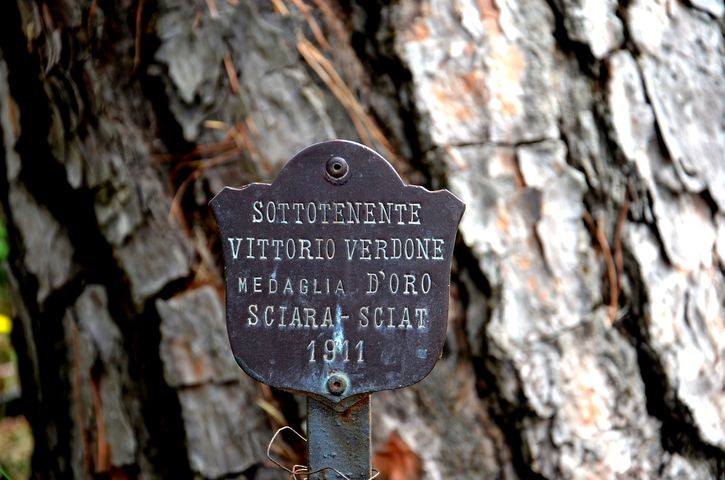 SOTTOTENENTE
VITTORIO VERDONE
MEDAGLIA D'ORO
SCIARA-SCIAT
1911